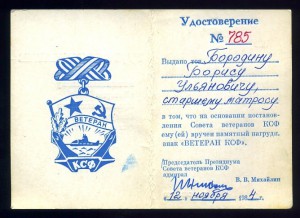 ВЕТЕРАН
КСФ
Удостоверение
№ 785
Выдано тов. Бородину
Борису
Ульяновичу,
старшему матросу
в том, что на основании постановления
Совета ветеранов КСФ
ему(ей) вручен памятный нагрудн.
знак «ВЕТЕРАН КСФ».
Председатель Президиума
Совета ветеранов КСФ
адмирал
В. В. Михайлин
12 ноября 1984 г.